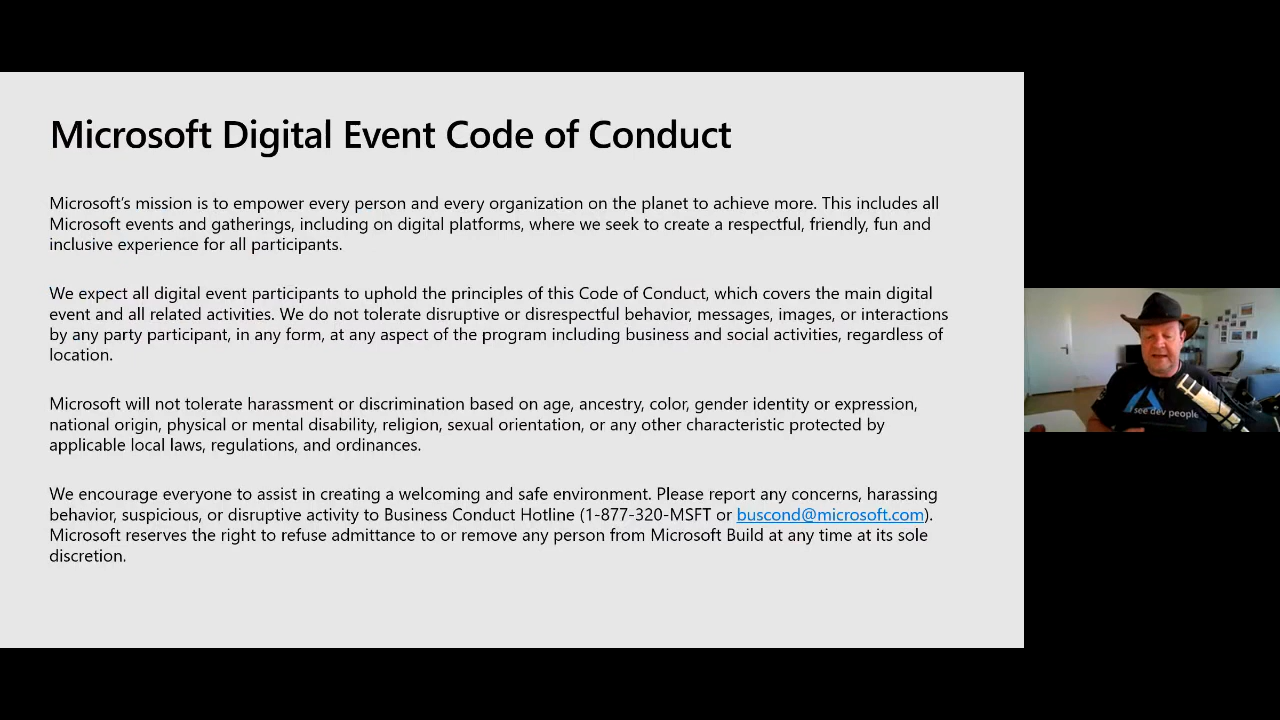 Microsoft Digital Event Code of Conduct
Microsoft's mission is to empower every person and every organization on the planet to achieve more. This includes all
Microsoft events and gatherings, including on digital platforms, where we seek to create a respectful, friendly, fun and
inclusive experience for all participants.
We expect all digital event participants to uphold the principles of this Code of Conduct, which covers the main digital
event and all related activities. We do not tolerate disruptive or disrespectful behavior, messages, images, or interactions
by any party participant, in any form, at any aspect of the program including business and social activities, regardless of
location.
Microsoft will not tolerate harassment or discrimination based on age, ancestry, color, gender identity or expression,
national origin, physical or mental disability, religion, sexual orientation, or any other characteristic protected by
applicable local laws, regulations, and ordinances.
We encourage everyone to assist in creating a welcoming and safe environment. Please report any concerns, harassing
behavior, suspicious, or disruptive activity to Business Conduct Hotline (1-877-320-MSFT or buscond@microsoft.com).
Microsoft reserves the right to refuse admittance to or remove any person from Microsoft Build at any time at its sole
discretion.
see dev people